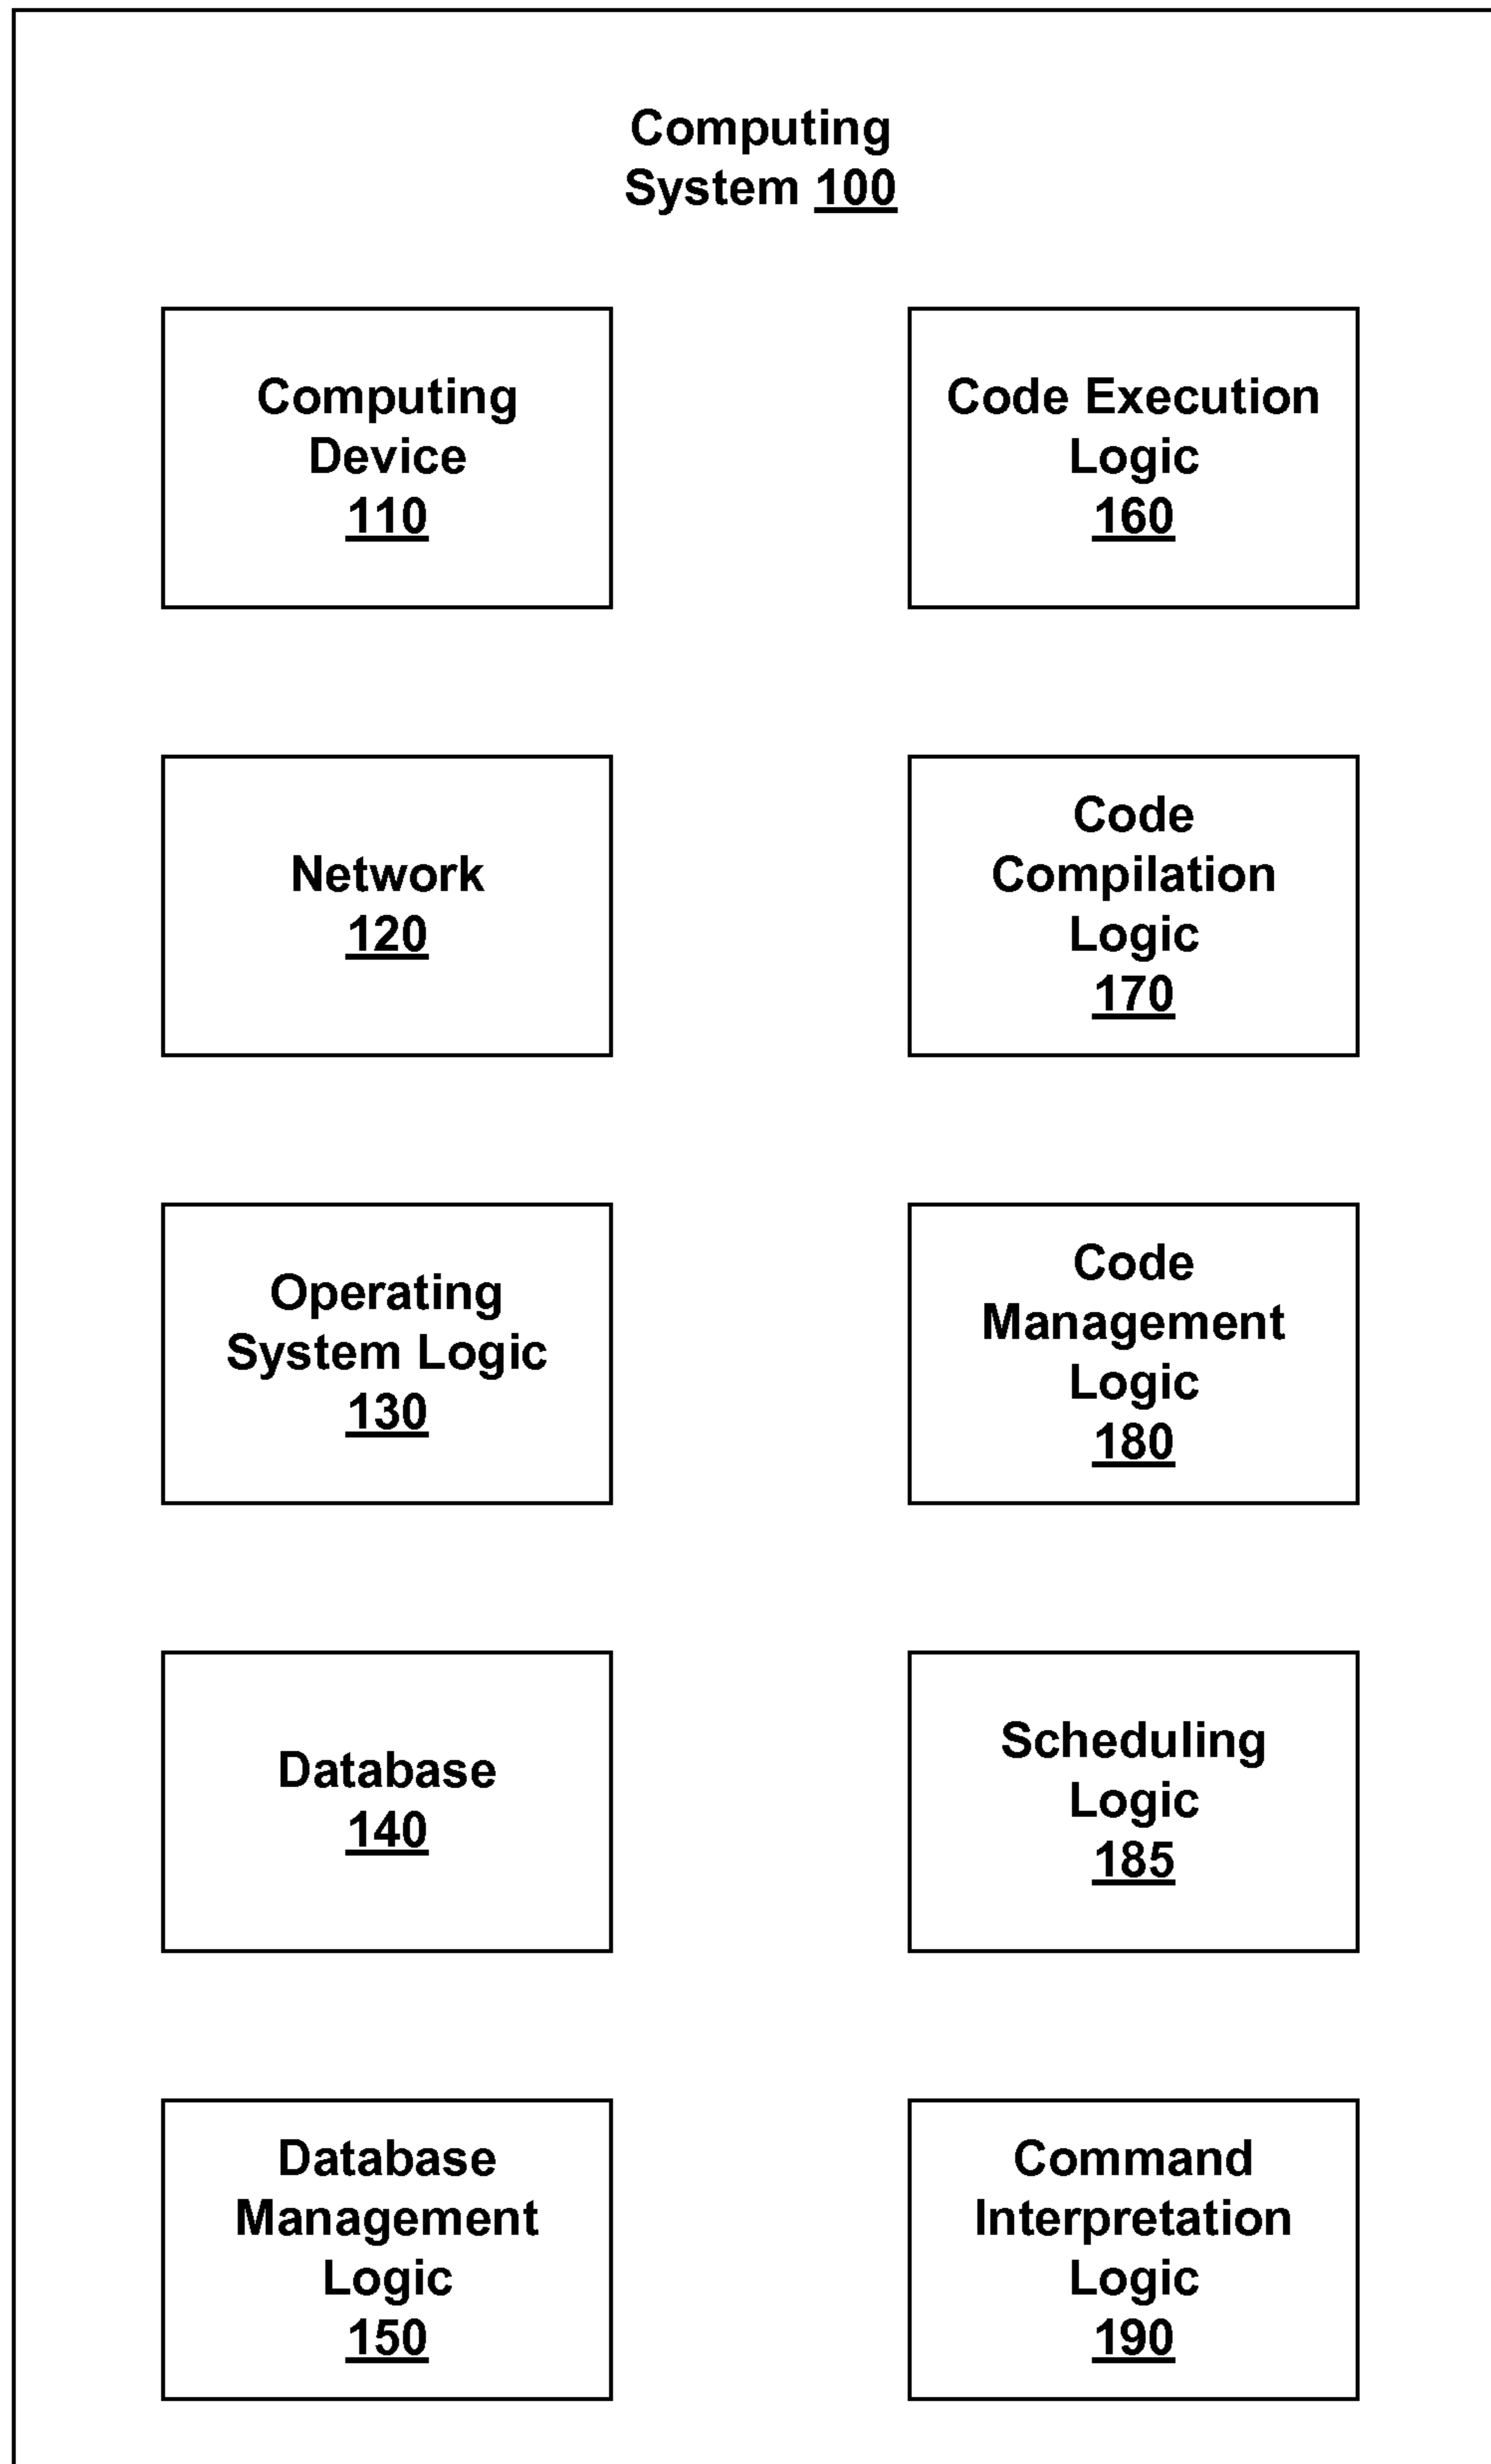 Computing
System 100
Computing
Device
110
Code Execution
Logic
160
Network
120
Code
Compilation
Logic
170
Operating
System Logic
130
Code
Management
Logic
180
Database
140
Scheduling
Logic
185
Database
Management
Logic
150
Command
Interpretation
Logic
190